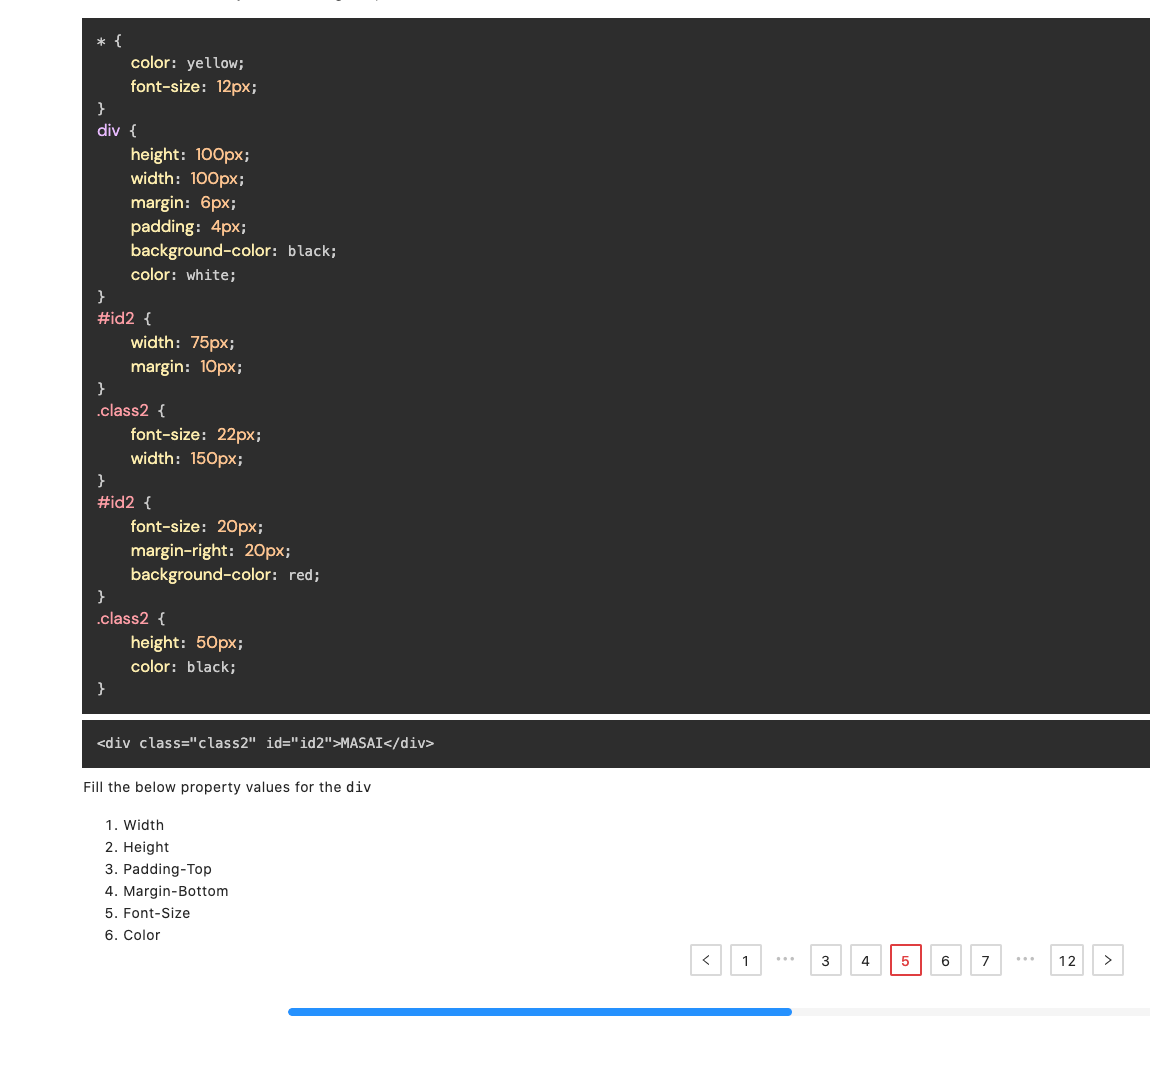 * {
    color: yellow;
    font-size: 12px;
}
div {
    height: 100px;
    width: 100px;
    margin: 6px;
    padding: 4px;
    background-color: black;
    color: white;
}
#id2 {
    width: 75px;
    margin: 10px;
}
.class2 {
    font-size: 22px;
    width: 150px;
}
#id2 {
    font-size: 20px;
    margin-right: 20px;
    background-color: red;
}
.class2 {
    height: 50px;
    color: black;
}
<div class="class2" id="id2">MASAI</div>
Fill the below property values for the div
1. Width
2. Height
3. Padding-Top
4. Margin-Bottom
5. Font-Size
6. Color
< 1 ••• 3 4 5 6 7 ••• 12 >